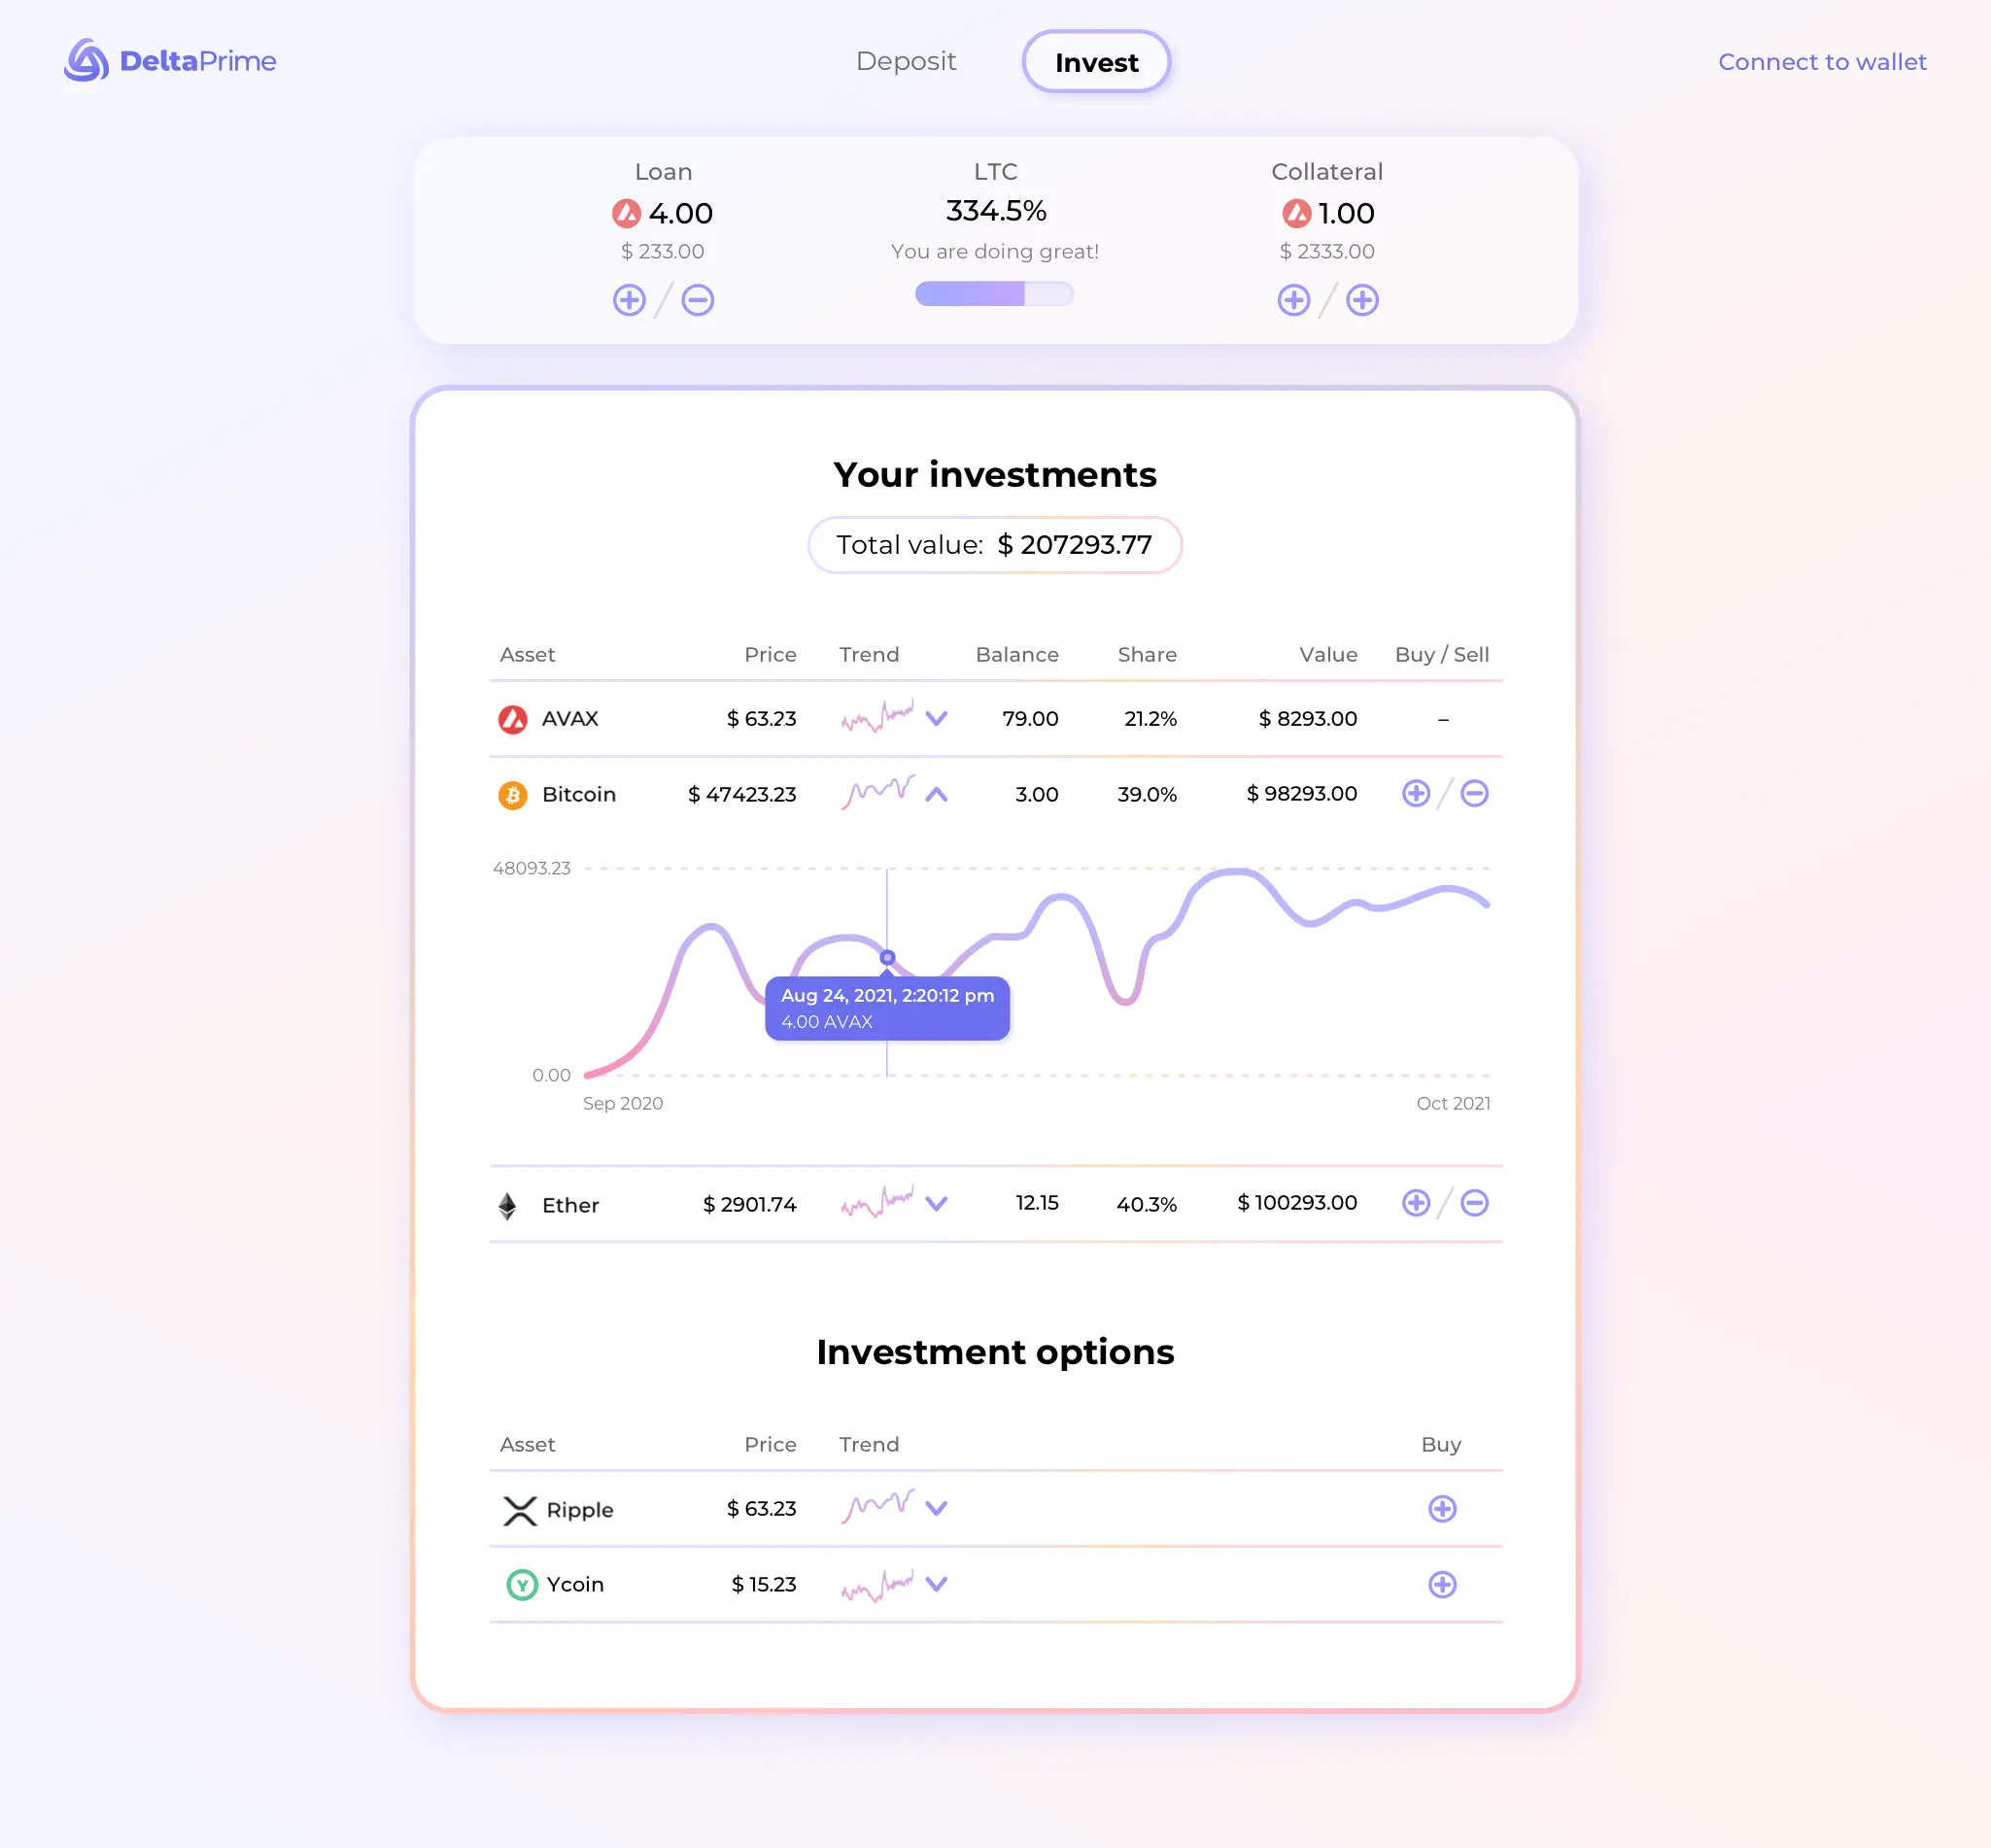 DeltaPrime
Deposit
Invest
Connect to wallet
Loan LTC Collateral
4.00 334.5% 1.00
$ 233.00 You are doing great! $ 2333.00
Your investments
Total value: $ 207293.77
Asset Price Trend Balance Share Value Buy / Sell
AVAX $ 63.23 79.00 21.2% $ 8293.00 –
Bitcoin $ 47423.23 3.00 39.0% $ 98293.00
48093.23
Aug 24, 2021, 2:20:12 pm
4.00 AVAX
0.00
Sep 2020 Oct 2021
Ether $ 2901.74 12.15 40.3% $ 100293.00
Investment options
Asset Price Trend Buy
Ripple $ 63.23
Ycoin $ 15.23